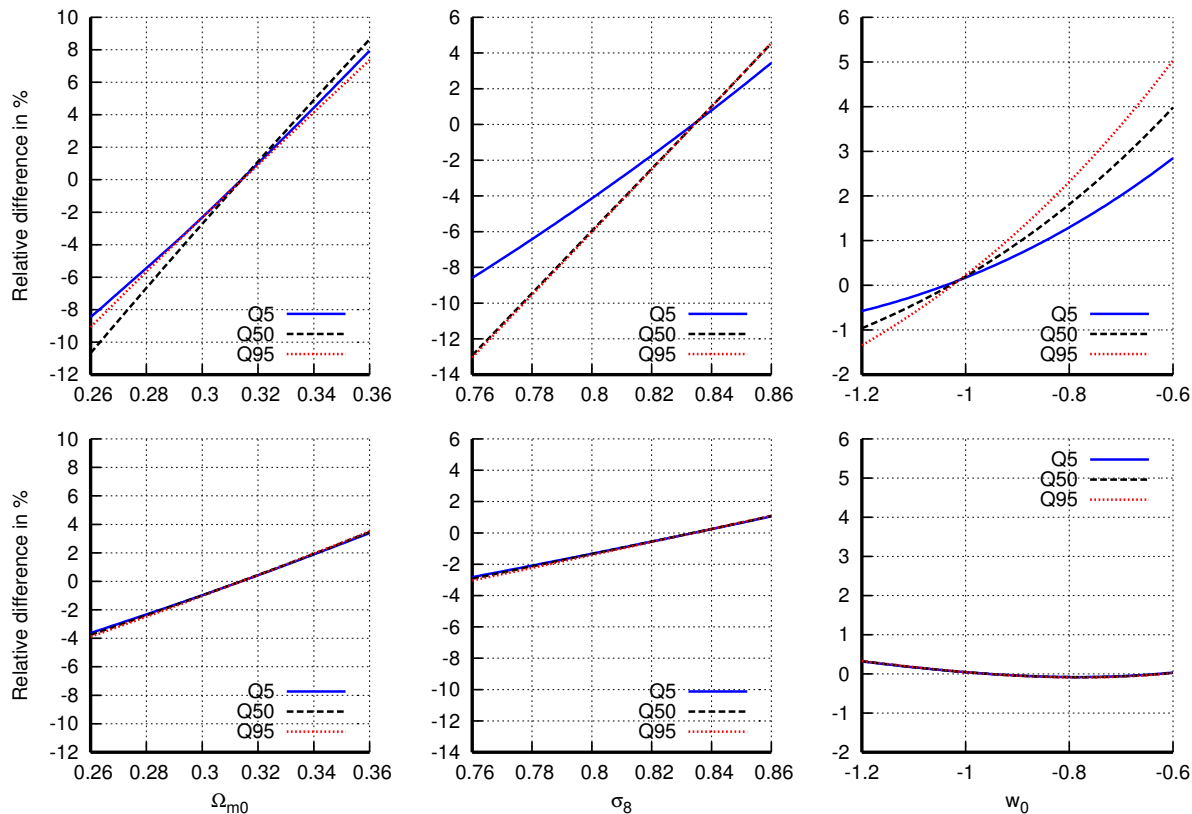 Relative difference in %
10
8
6
4
2
0
-2
-4
-6
-8
-10
-12
0.26 0.28 0.3 0.32 0.34 0.36
Q5
Q50
Q95
6
4
2
0
-2
-4
-6
-8
-10
-12
-14
0.76 0.78 0.8 0.82 0.84 0.86
Q5
Q50
Q95
6
5
4
3
2
1
0
-1
-2
-1.2 -1 -0.8 -0.6
Q5
Q50
Q95
Relative difference in %
10
8
6
4
2
0
-2
-4
-6
-8
-10
-12
0.26 0.28 0.3 0.32 0.34 0.36
Q5
Q50
Q95
Ωm0
6
4
2
0
-2
-4
-6
-8
-10
-12
-14
0.76 0.78 0.8 0.82 0.84 0.86
Q5
Q50
Q95
σ8
6
5
4
3
2
1
0
-1
-2
-1.2 -1 -0.8 -0.6
Q5
Q50
Q95
w0